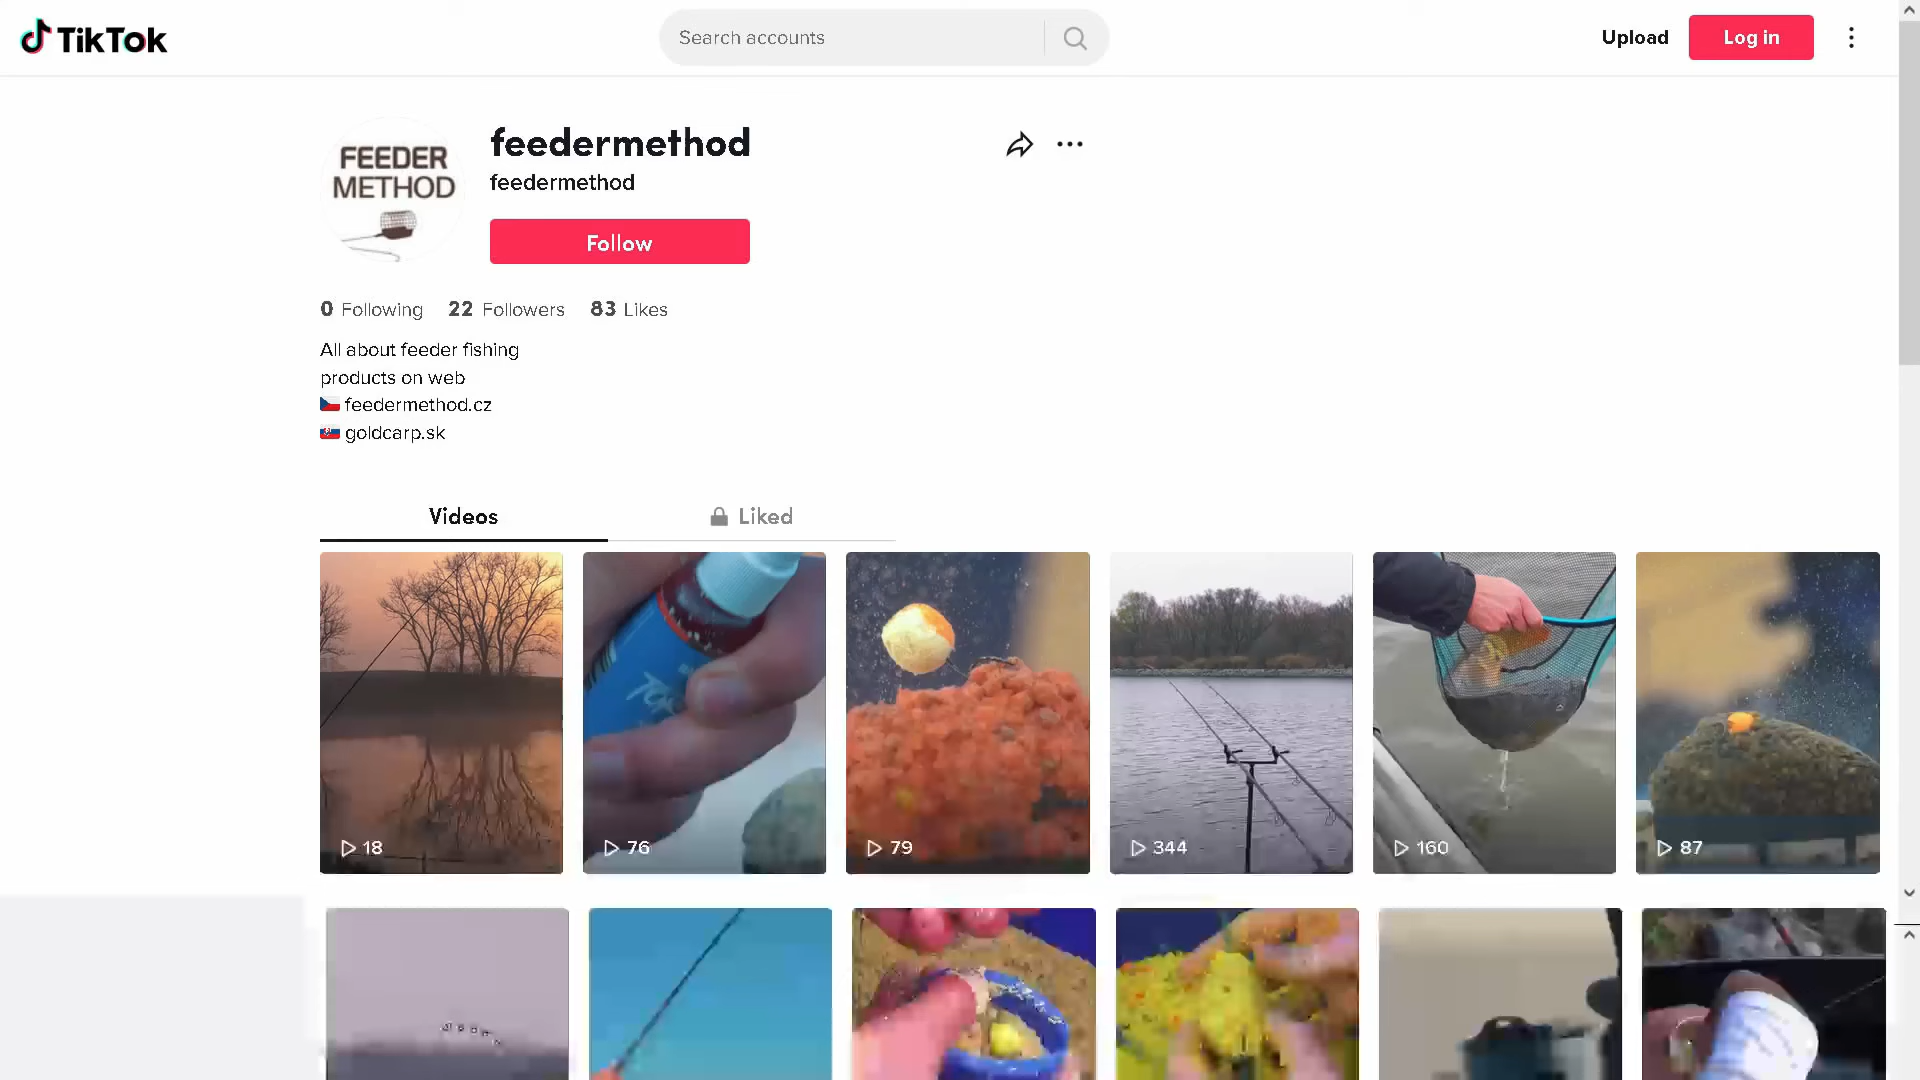 TikTok
Search accounts
Upload
Log in
FEEDER
METHOD
feedermethod
feedermethod
Follow
0 Following 22 Followers 83 Likes
All about feeder fishing
products on web
feedermethod.cz
goldcarp.sk
Videos
Liked
18
76
79
344
160
87